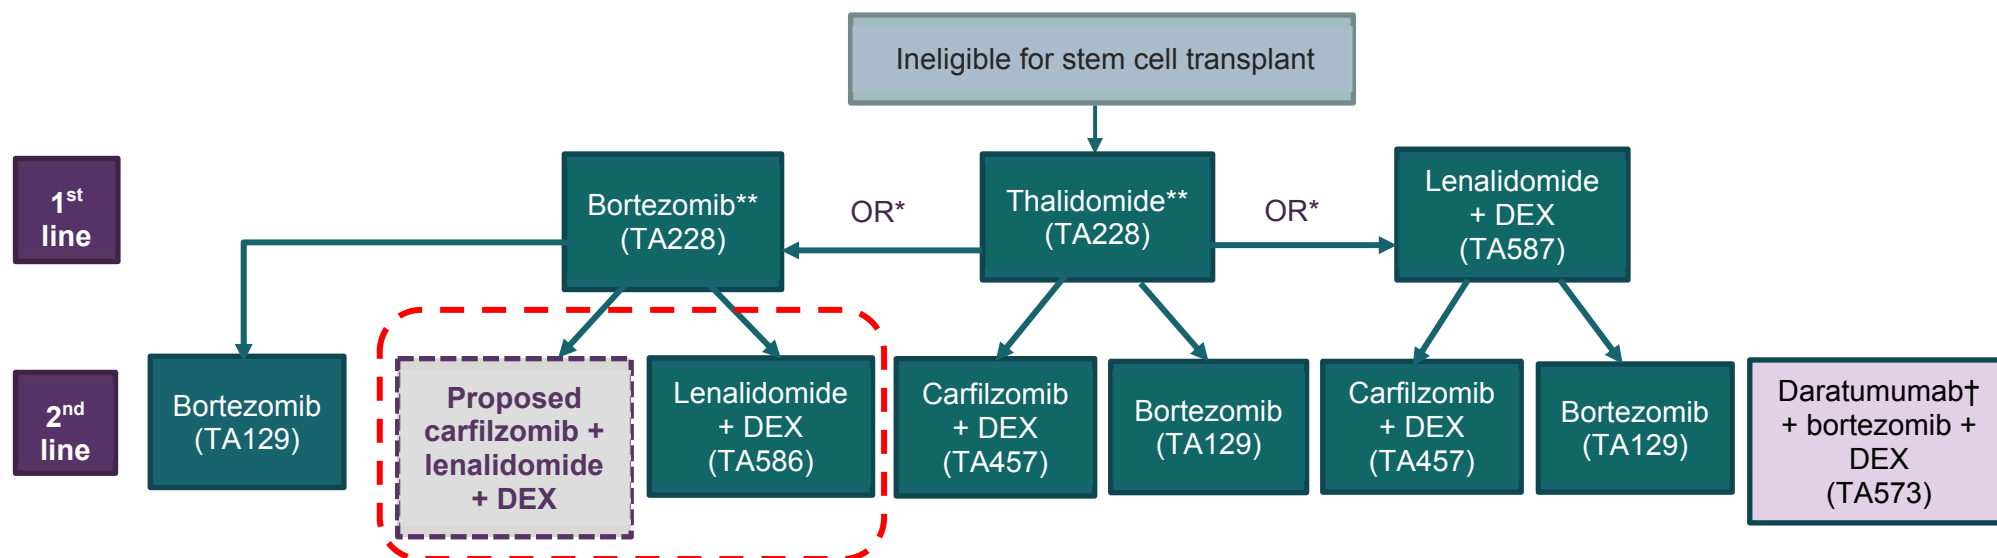 Ineligible for stem cell transplant
1st
line
Bortezomib**
(TA228)
OR*
Thalidomide**
(TA228)
OR*
Lenalidomide
+ DEX
(TA587)
2nd
line
Bortezomib
(TA129)
Proposed
carfilzomib +
lenalidomide
+ DEX
Lenalidomide
+ DEX
(TA586)
Carfilzomib
+ DEX
(TA457)
Bortezomib
(TA129)
Carfilzomib
+ DEX
(TA457)
Bortezomib
(TA129)
Daratumumab†
+ bortezomib +
DEX
(TA573)